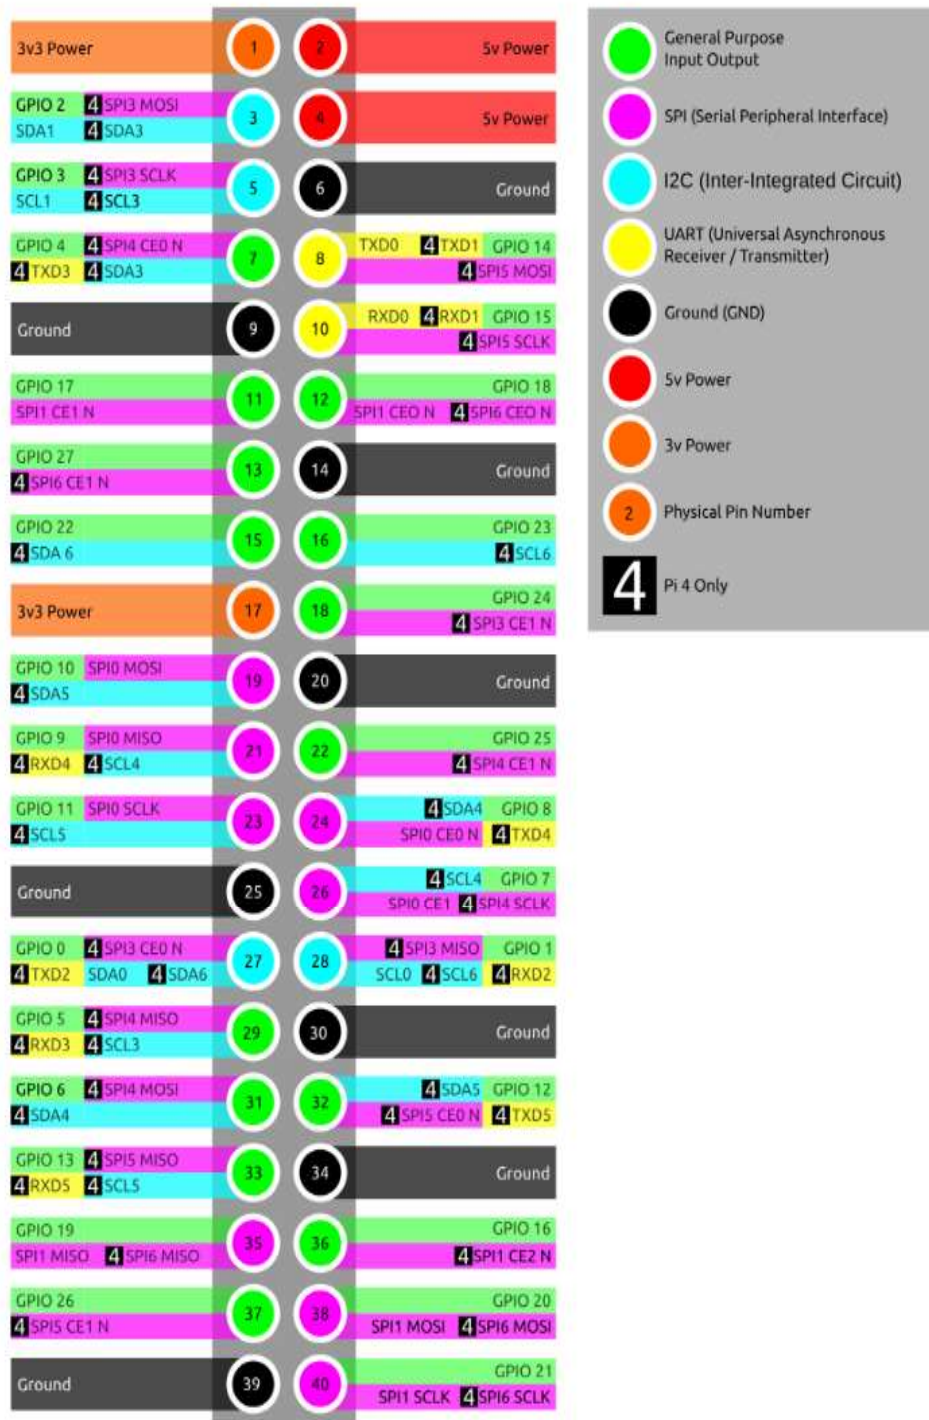 3v3 Power 1 2 5v Power
GPIO 2 4 SPI3 MOSI 3 4 5v Power
SDA1 4 SDA3
GPIO 3 4 SPI3 SCLK 5 6 Ground
SCL1 4 SCL3
GPIO 4 4 SPI4 CE0 N 7 8 TXD0 4 TXD1 GPIO 14
4 TXD3 4 SDA3 4 SPI5 MOSI
Ground 9 10 RXD0 4 RXD1 GPIO 15
4 SPI5 SCLK
GPIO 17 11 12 GPIO 18
SPI1 CE1 N SPI1 CEO N 4 SPI6 CEO N
GPIO 27 13 14 Ground
4 SPI6 CE1 N
GPIO 22 15 16 GPIO 23
4 SDA 6 4 SCL6
3v3 Power 17 18 GPIO 24
4 SPI3 CE1 N
GPIO 10 SPI0 MOSI 19 20 Ground
4 SDA5
GPIO 9 SPI0 MISO 21 22 GPIO 25
4 RXD4 4 SCL4 4 SPI4 CE1 N
GPIO 11 SPI0 SCLK 23 24 4 SDA4 GPIO 8
4 SCL5 SPI0 CE0 N 4 TXD4
Ground 25 26 4 SCL4 GPIO 7
SPI0 CE1 4 SPI4 SCLK
GPIO 0 4 SPI3 CE0 N 27 28 4 SPI3 MISO GPIO 1
4 TXD2 SDA0 4 SDA6 SCL0 4 SCL6 4 RXD2
GPIO 5 4 SPI4 MISO 29 30 Ground
4 RXD3 4 SCL3
GPIO 6 4 SPI4 MOSI 31 32 4 SDA5 GPIO 12
4 SDA4 4 SPI5 CE0 N 4 TXD5
GPIO 13 4 SPI5 MISO 33 34 Ground
4 RXD5 4 SCL5
GPIO 19 35 36 GPIO 16
SPI1 MISO 4 SPI6 MISO 4 SPI1 CE2 N
GPIO 26 37 38 GPIO 20
4 SPI5 CE1 N SPI1 MOSI 4 SPI6 MOSI
Ground 39 40 GPIO 21
SPI1 SCLK 4 SPI6 SCLK
General Purpose
Input Output
SPI (Serial Peripheral Interface)
I2C (Inter-Integrated Circuit)
UART (Universal Asynchronous
Receiver / Transmitter)
Ground (GND)
5v Power
3v Power
2 Physical Pin Number
4 Pi 4 Only